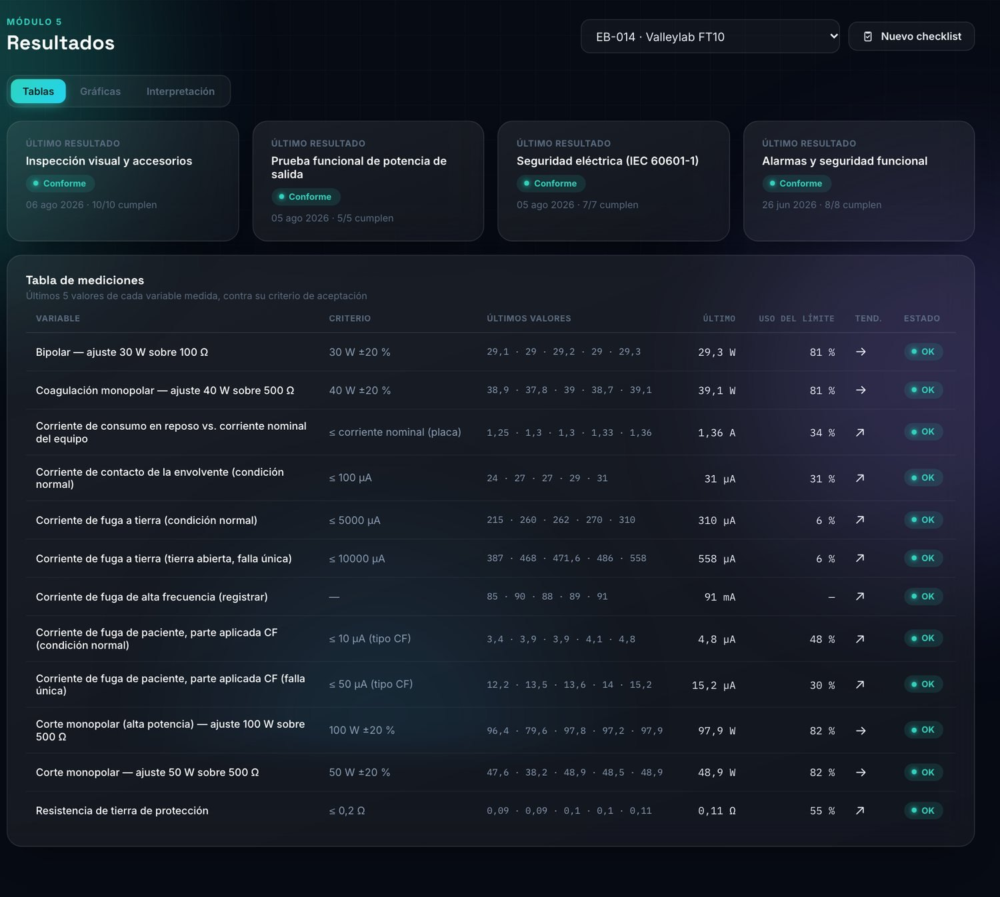 MÓDULO 5
Resultados
EB-014 · Valleylab FT10
Nuevo checklist
Tablas
Gráficas
Interpretación
ÚLTIMO RESULTADO
Inspección visual y accesorios
Conforme
06 ago 2026 · 10/10 cumplen
ÚLTIMO RESULTADO
Prueba funcional de potencia de
salida
Conforme
05 ago 2026 · 5/5 cumplen
ÚLTIMO RESULTADO
Seguridad eléctrica (IEC 60601-1)
Conforme
05 ago 2026 · 7/7 cumplen
ÚLTIMO RESULTADO
Alarmas y seguridad funcional
Conforme
26 jun 2026 · 8/8 cumplen
Tabla de mediciones
Últimos 5 valores de cada variable medida, contra su criterio de aceptación
VARIABLE CRITERIO ÚLTIMOS VALORES ÚLTIMO USO DEL LÍMITE TEND. ESTADO
Bipolar — ajuste 30 W sobre 100 Ω 30 W ±20 % 29,1 · 29 · 29,2 · 29 · 29,3 29,3 W 81 % → OK
Coagulación monopolar — ajuste 40 W sobre 500 Ω 40 W ±20 % 38,9 · 37,8 · 39 · 38,7 · 39,1 39,1 W 81 % → OK
Corriente de consumo en reposo vs. corriente nominal
del equipo ≤ corriente nominal (placa) 1,25 · 1,3 · 1,3 · 1,33 · 1,36 1,36 A 34 % ↗ OK
Corriente de contacto de la envolvente (condición
normal) ≤ 100 µA 24 · 27 · 27 · 29 · 31 31 µA 31 % ↗ OK
Corriente de fuga a tierra (condición normal) ≤ 5000 µA 215 · 260 · 262 · 270 · 310 310 µA 6 % ↗ OK
Corriente de fuga a tierra (tierra abierta, falla única) ≤ 10000 µA 387 · 468 · 471,6 · 486 · 558 558 µA 6 % ↗ OK
Corriente de fuga de alta frecuencia (registrar) — 85 · 90 · 88 · 89 · 91 91 mA — ↗ OK
Corriente de fuga de paciente, parte aplicada CF
(condición normal) ≤ 10 µA (tipo CF) 3,4 · 3,9 · 3,9 · 4,1 · 4,8 4,8 µA 48 % ↗ OK
Corriente de fuga de paciente, parte aplicada CF (falla
única) ≤ 50 µA (tipo CF) 12,2 · 13,5 · 13,6 · 14 · 15,2 15,2 µA 30 % ↗ OK
Corte monopolar (alta potencia) — ajuste 100 W sobre
500 Ω 100 W ±20 % 96,4 · 79,6 · 97,8 · 97,2 · 97,9 97,9 W 82 % → OK
Corte monopolar — ajuste 50 W sobre 500 Ω 50 W ±20 % 47,6 · 38,2 · 48,9 · 48,5 · 48,9 48,9 W 82 % → OK
Resistencia de tierra de protección ≤ 0,2 Ω 0,09 · 0,09 · 0,1 · 0,1 · 0,11 0,11 Ω 55 % ↗ OK